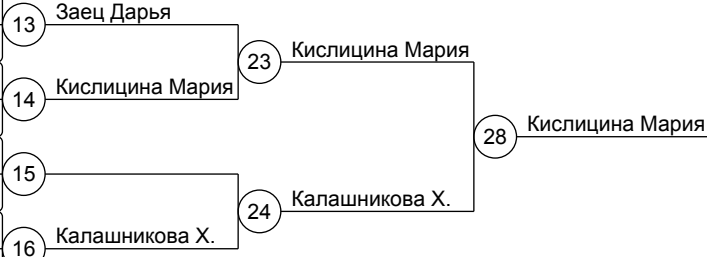 13 Заец Дарья
23 Кислицина Мария
14 Кислицина Мария
28 Кислицина Мария
15
24 Калашникова Х.
16 Калашникова Х.